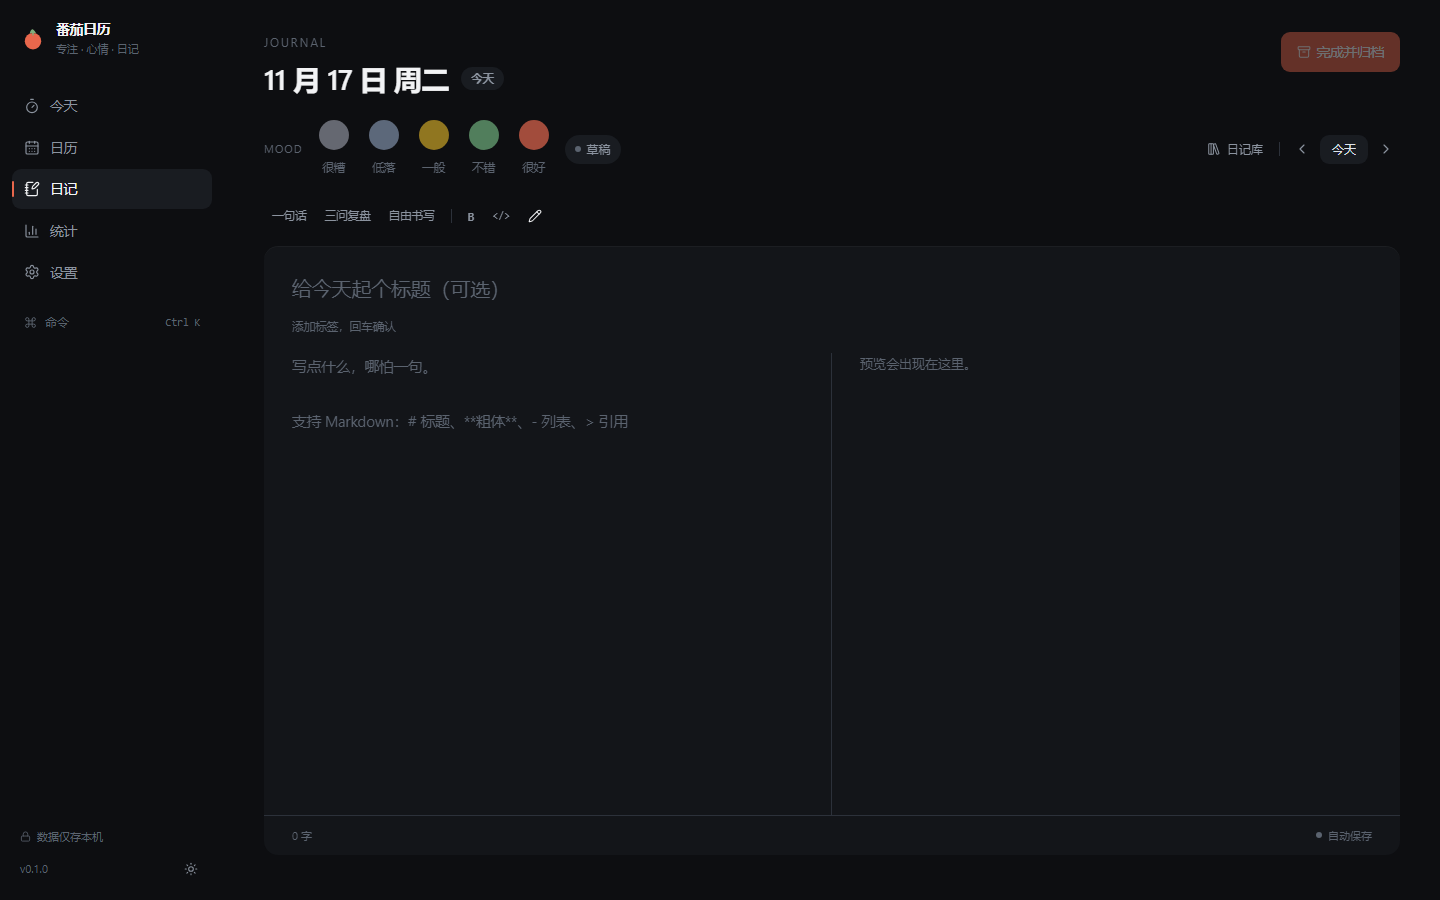 番茄日历
专注 · 心情 · 日记
今天
日历
日记
统计
设置
⌘ 命令 Ctrl K
数据仅存本机
v0.1.0
JOURNAL
11 月 17 日 周二 今天
完成并归档
MOOD 很糟 低落 一般 不错 很好 草稿
日记库 今天
一句话 三问复盘 自由书写 B </>
给今天起个标题（可选）
添加标签，回车确认
写点什么，哪怕一句。
支持 Markdown：# 标题、**粗体**、- 列表、> 引用
预览会出现在这里。
0 字
自动保存